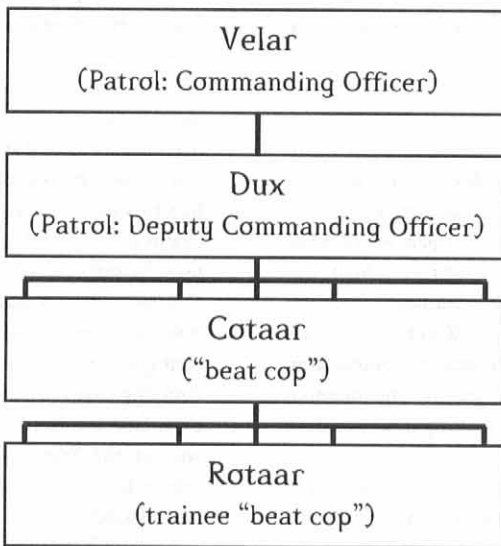 Velar
(Patrol: Commanding Officer)
Dux
(Patrol: Deputy Commanding Officer)
Cotaar
(“beat cop”)
Rotaar
(trainee “beat cop”)